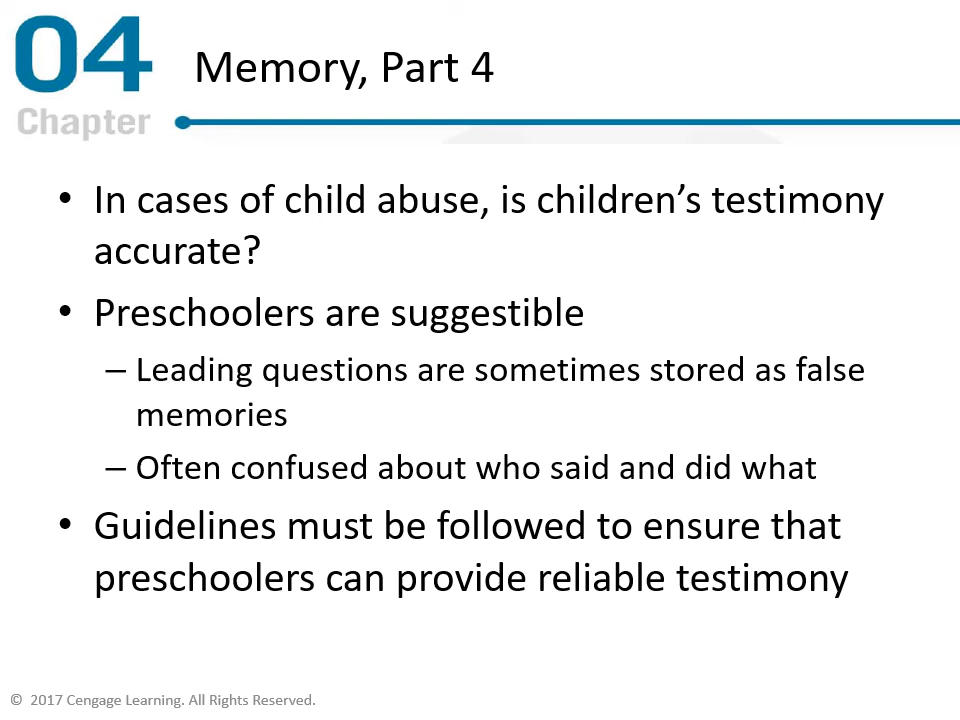 04
Chapter
Memory, Part 4
• In cases of child abuse, is children’s testimony
accurate?
• Preschoolers are suggestible
– Leading questions are sometimes stored as false
memories
– Often confused about who said and did what
• Guidelines must be followed to ensure that
preschoolers can provide reliable testimony
© 2017 Cengage Learning. All Rights Reserved.